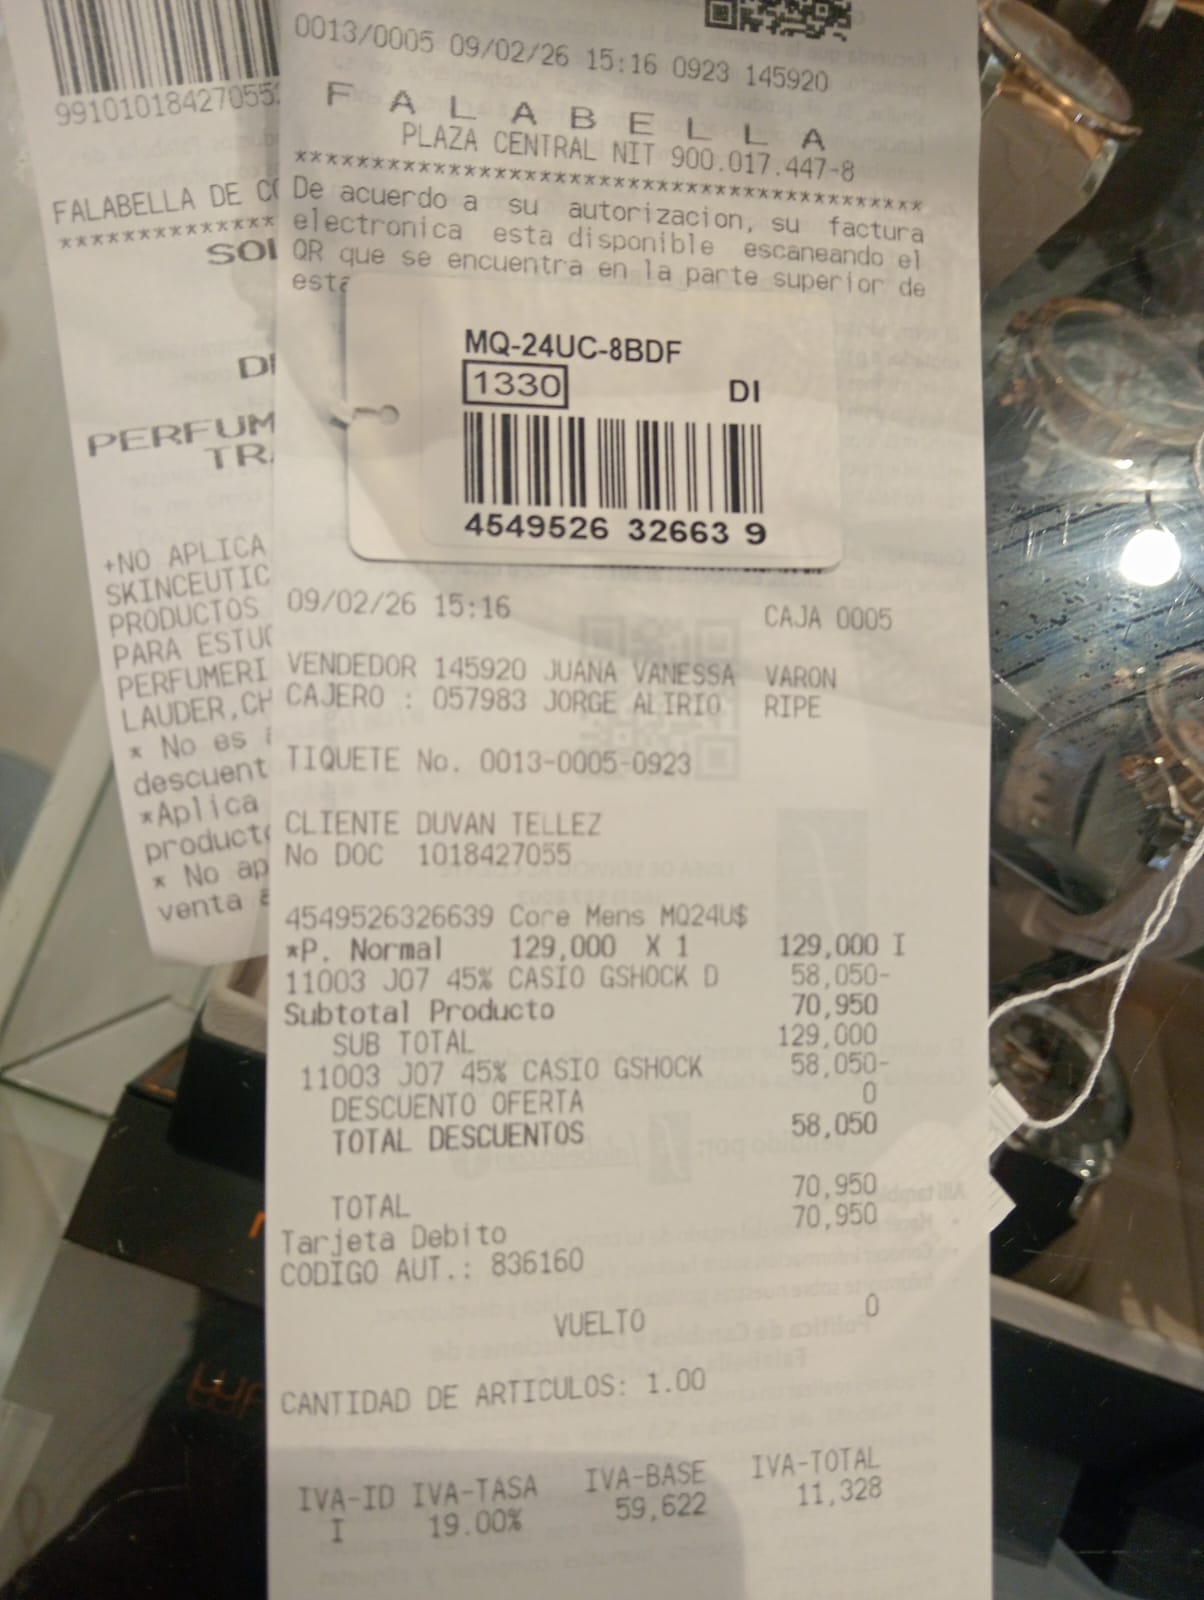 991010184270552
FALABELLA DE CO
*************
SOL
DE
PERFUM
TRA
+NO APLICA
SKINCEUTIC
PRODUCTOS
PARA ESTUC
PERFUMERI
LAUDER,CH
* No es a
descuent
*Aplica
producto
* No ap
venta
0013/0005 09/02/26 15:16 0923 145920
FALABELLA
PLAZA CENTRAL NIT 900.017.447-8
****************************************
De acuerdo a su autorizacion, su factura
electronica esta disponible escaneando el
QR que se encuentra en la parte superior de
esta
MQ-24UC-8BDF
1330 DI
4549526 32663 9
09/02/26 15:16 CAJA 0005
VENDEDOR 145920 JUANA VANESSA VARON
CAJERO : 057983 JORGE ALIRIO RIPE
TIQUETE No. 0013-0005-0923
CLIENTE DUVAN TELLEZ
No DOC 1018427055
4549526326639 Core Mens MQ24U$
*P. Normal 129,000 X 1 129,000 I
11003 J07 45% CASIO GSHOCK D 58,050-
Subtotal Producto 70,950
SUB TOTAL 129,000
11003 J07 45% CASIO GSHOCK 58,050-
DESCUENTO OFERTA 0
TOTAL DESCUENTOS 58,050
TOTAL 70,950
Tarjeta Debito 70,950
CODIGO AUT.: 836160
VUELTO 0
CANTIDAD DE ARTICULOS: 1.00
IVA-ID IVA-TASA IVA-BASE IVA-TOTAL
I 19.00% 59,622 11,328